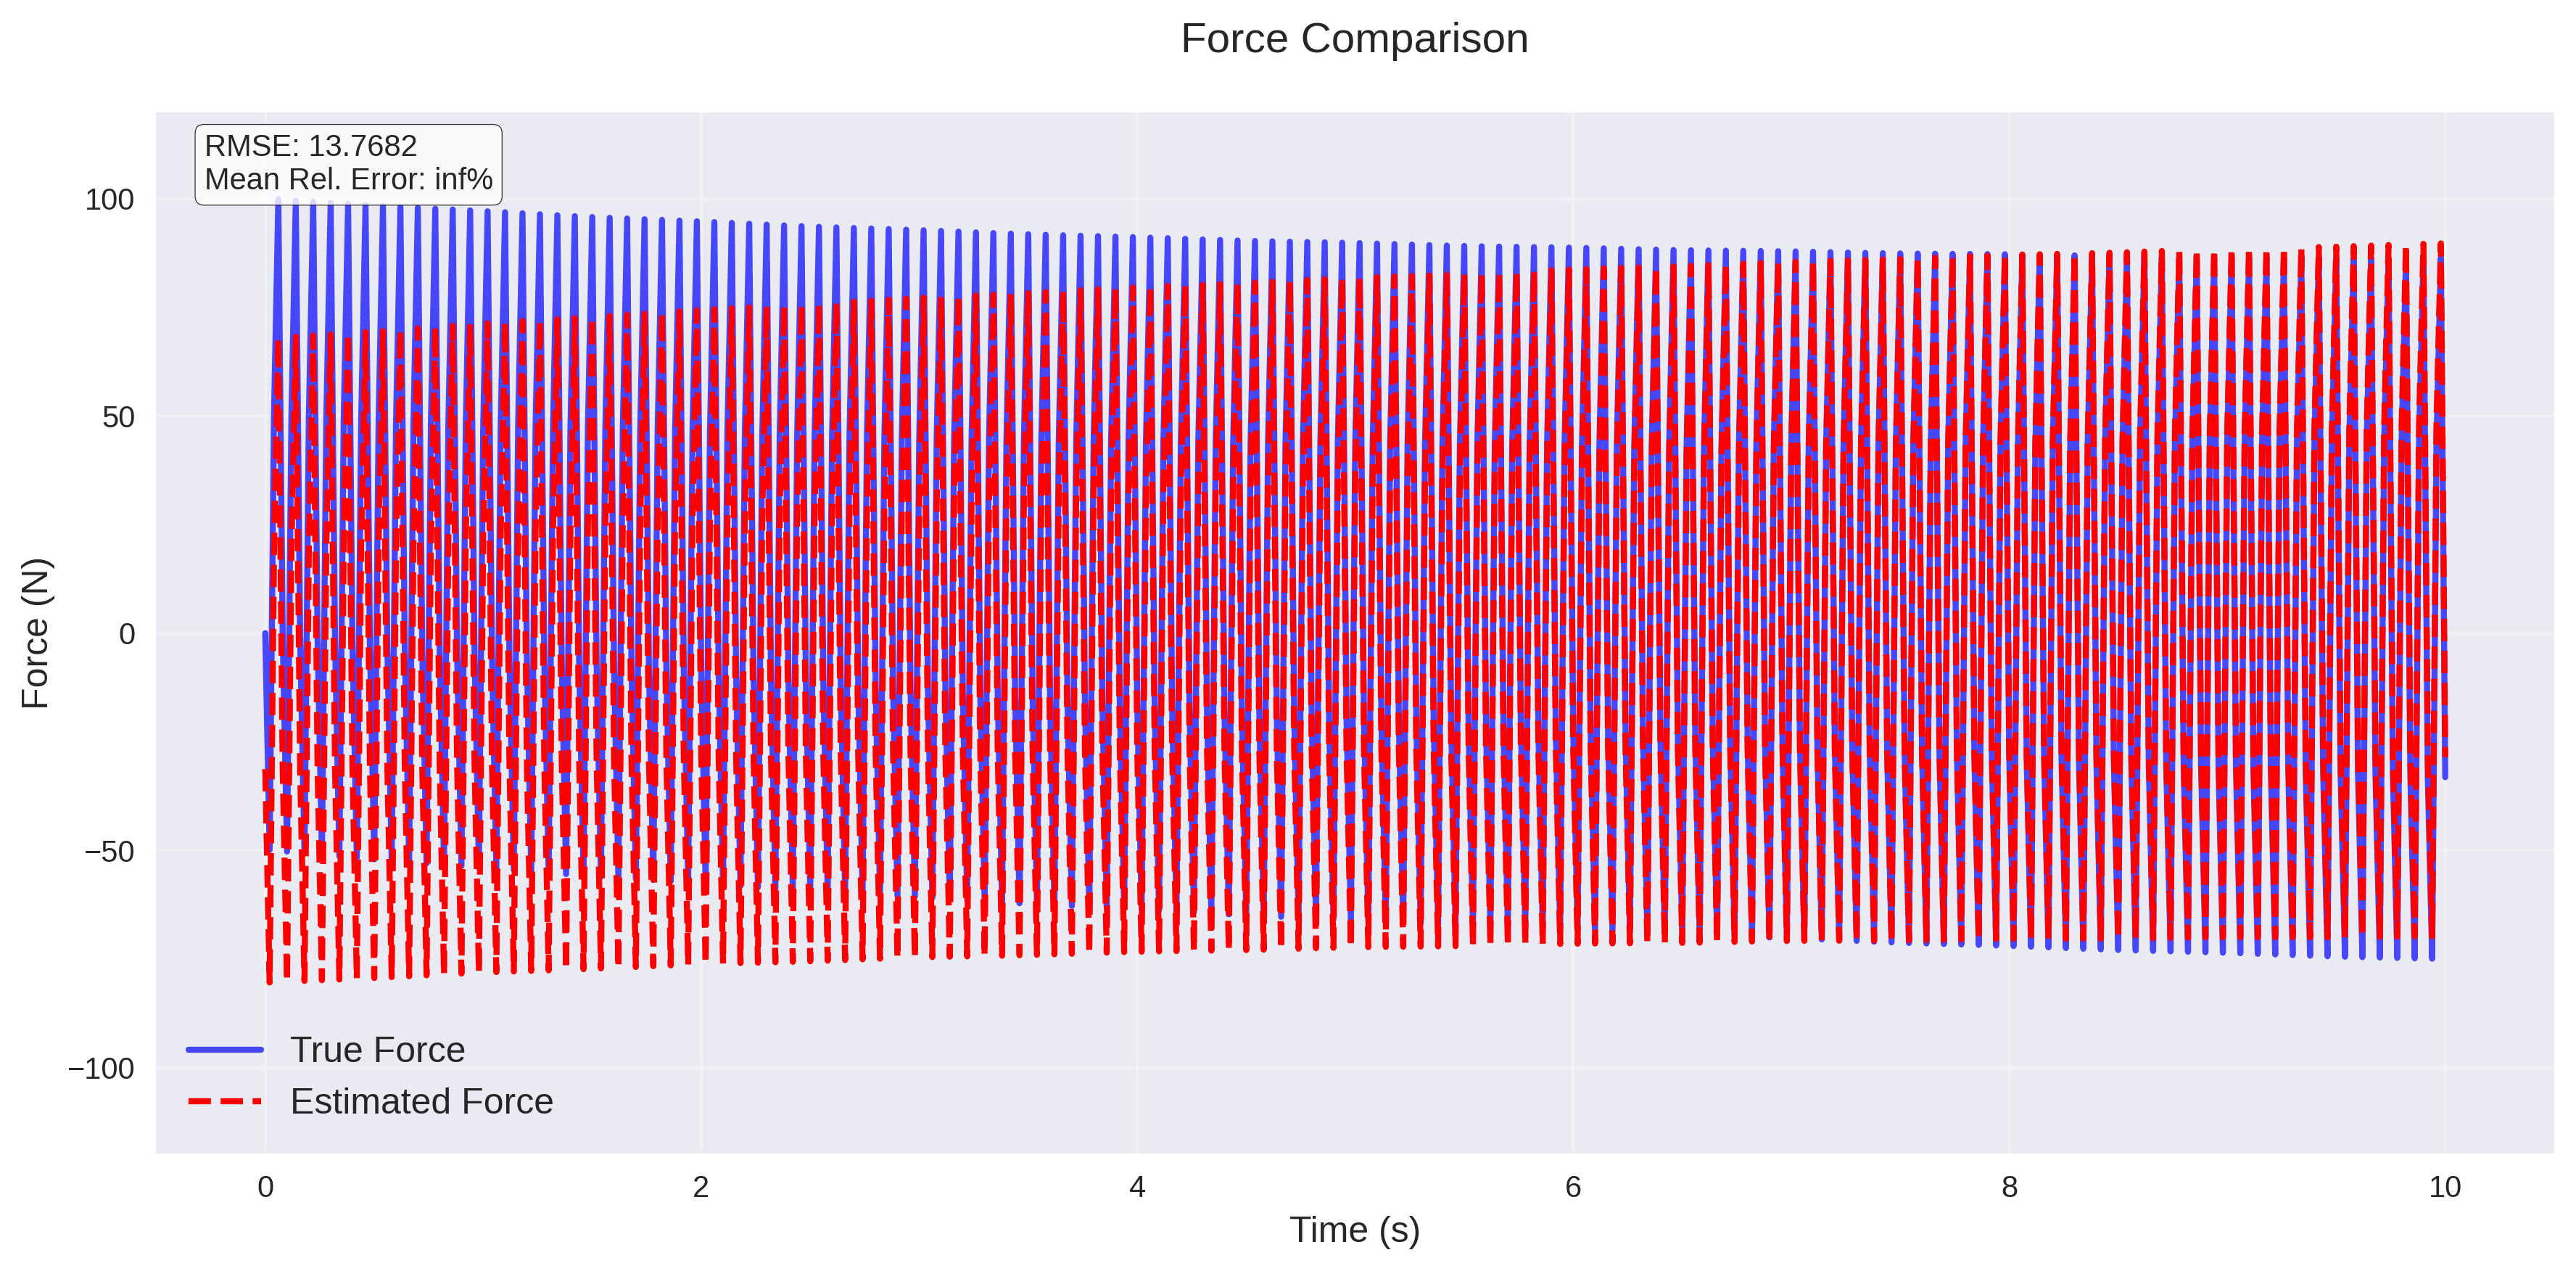 Force Comparison
RMSE: 13.7682
Mean Rel. Error: inf%
100
50
0
−50
−100
Force (N)
True Force
Estimated Force
0 2 4 6 8 10
Time (s)